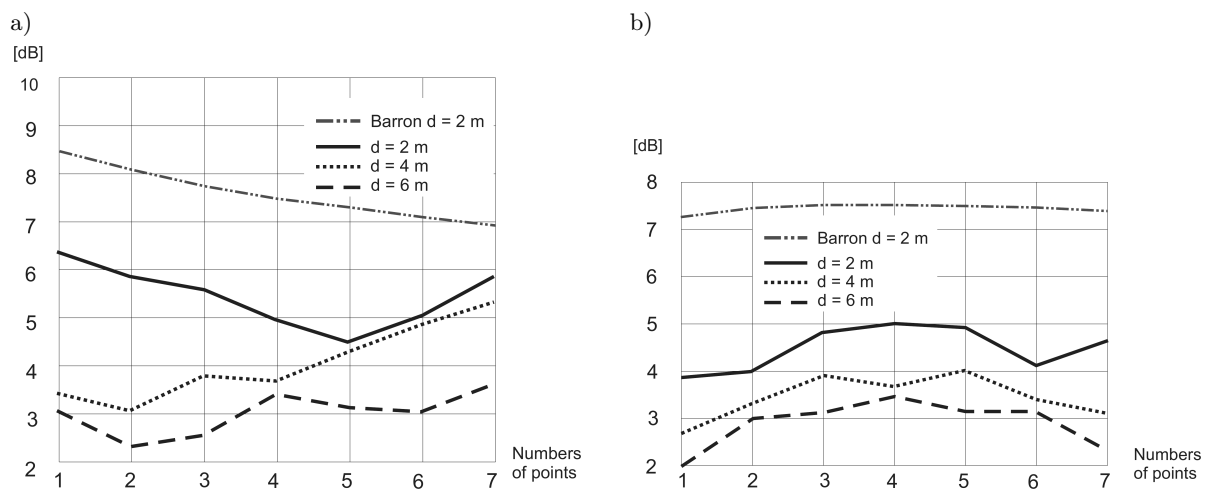 a)
[dB]
10
9
8
7
6
5
4
3
2
1 2 3 4 5 6 7
Numbers
of points
Barron d = 2 m
d = 2 m
d = 4 m
d = 6 m
b)
[dB]
8
7
6
5
4
3
2
1 2 3 4 5 6 7
Numbers
of points
Barron d = 2 m
d = 2 m
d = 4 m
d = 6 m